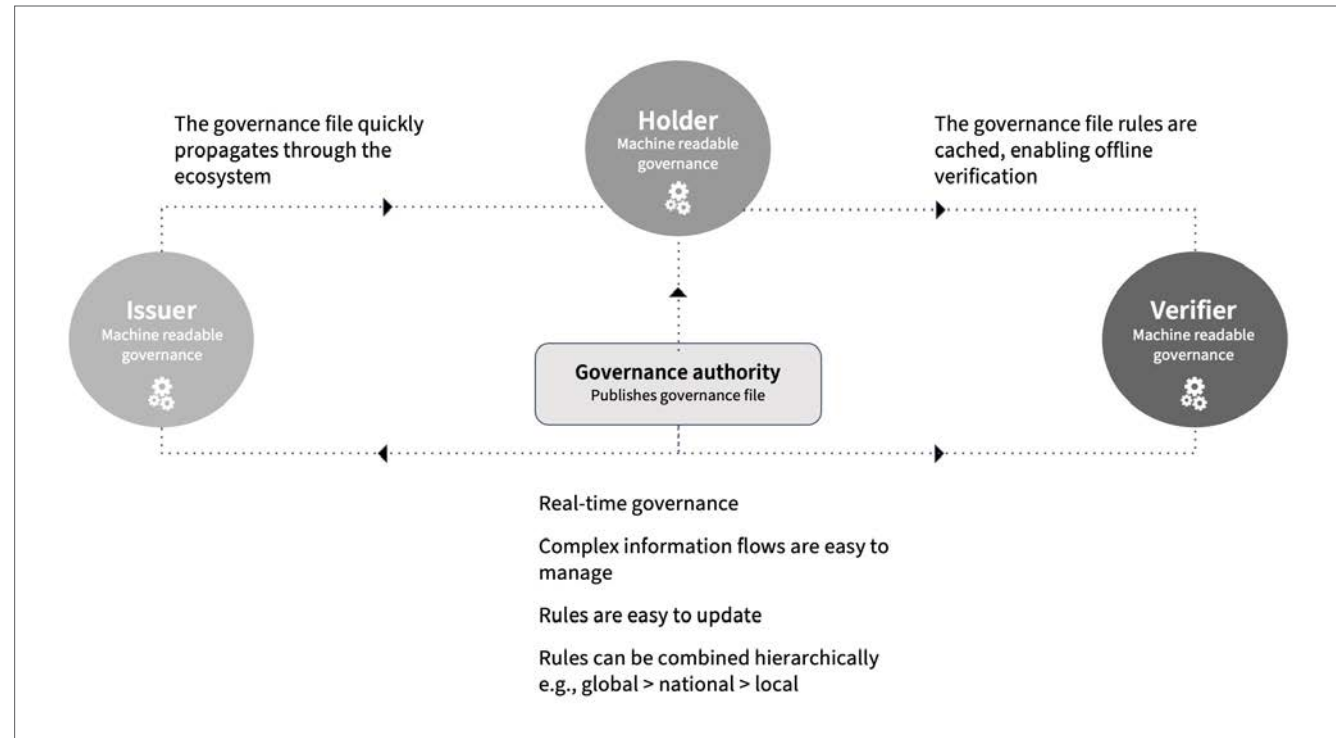 The governance file quickly
propagates through the
ecosystem
Holder
Machine readable
governance
The governance file rules are
cached, enabling offline
verification
Issuer
Machine readable
governance
Governance authority
Publishes governance file
Verifier
Machine readable
governance
Real-time governance
Complex information flows are easy to
manage
Rules are easy to update
Rules can be combined hierarchically
e.g., global > national > local